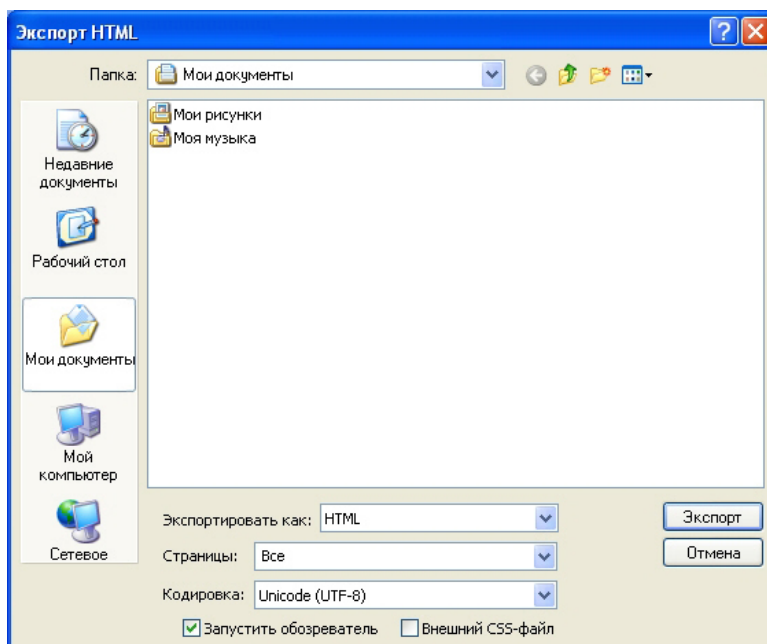 Экспорт HTML
Папка: Мои документы
Мои рисунки
Моя музыка
Недавние
документы
Рабочий стол
Мои документы
Мой
компьютер
Сетевое
Экспортировать как: HTML
Экспорт
Страницы: Все
Отмена
Кодировка: Unicode (UTF-8)
Запустить обозреватель Внешний CSS-файл